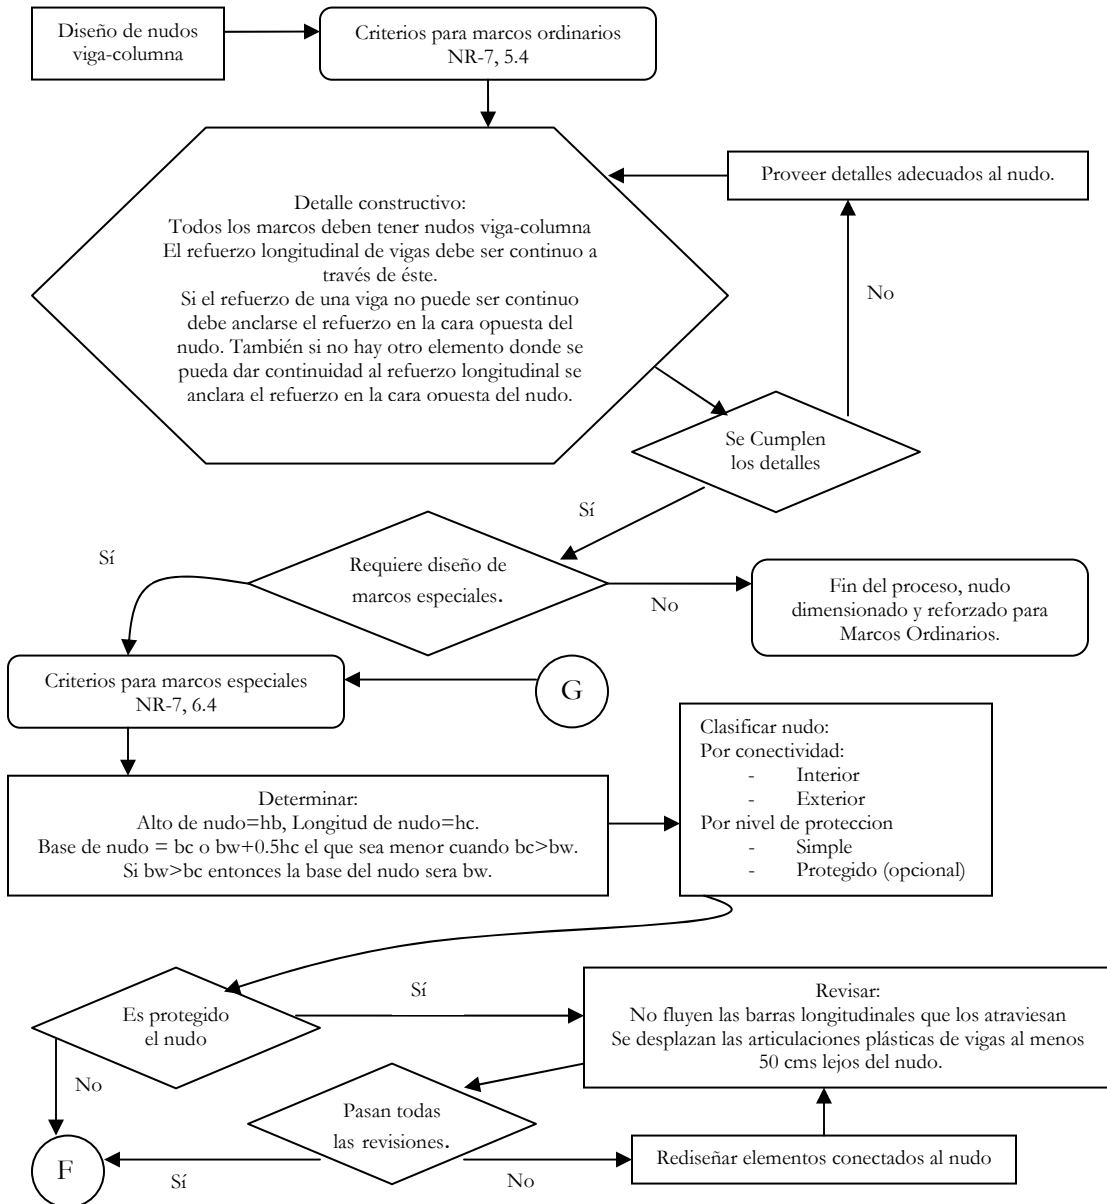 Diseño de nudos
viga-columna
Criterios para marcos ordinarios
NR-7, 5.4
Detalle constructivo:
Todos los marcos deben tener nudos viga-columna
El refuerzo longitudinal de vigas debe ser continuo a
través de éste.
Si el refuerzo de una viga no puede ser continuo
debe anclarse el refuerzo en la cara opuesta del
nudo. También si no hay otro elemento donde se
pueda dar continuidad al refuerzo longitudinal se
anclara el refuerzo en la cara opuesta del nudo.
Proveer detalles adecuados al nudo.
No
Se Cumplen
los detalles
Sí
Requiere diseño de
marcos especiales.
Sí
No
Fin del proceso, nudo
dimensionado y reforzado para
Marcos Ordinarios.
Criterios para marcos especiales
NR-7, 6.4
G
Determinar:
Alto de nudo=hb, Longitud de nudo=hc.
Base de nudo = bc o bw+0.5hc el que sea menor cuando bc>bw.
Si bw>bc entonces la base del nudo sera bw.
Clasificar nudo:
Por conectividad:
- Interior
- Exterior
Por nivel de proteccion
- Simple
- Protegido (opcional)
Es protegido
el nudo
Sí
No
Revisar:
No fluyen las barras longitudinales que los atraviesan
Se desplazan las articulaciones plásticas de vigas al menos
50 cms lejos del nudo.
Pasan todas
las revisiones.
F
Sí
No
Rediseñar elementos conectados al nudo